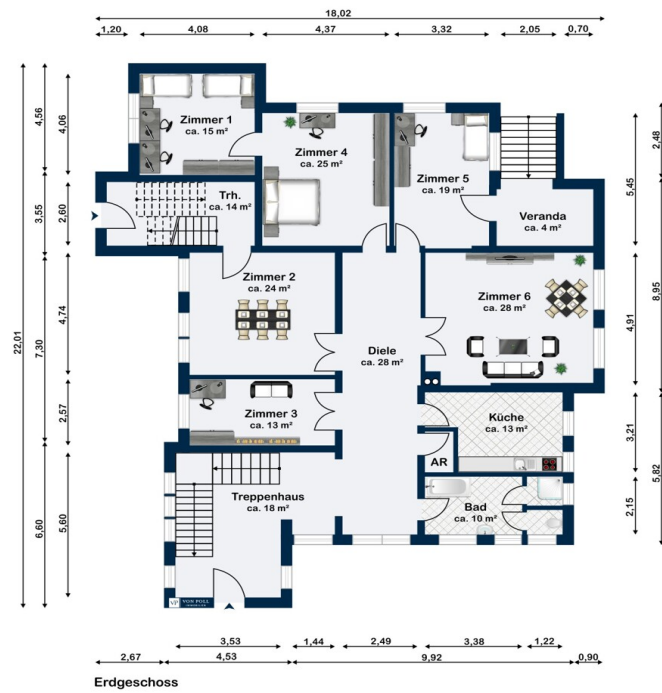 18,02
1,20
4,08
4,37
3,32
2,05
0,70
22,01
4,56
3,55
7,30
6,60
4,06
2,60
4,74
2,57
5,60
2,48
5,45
8,95
4,91
3,21
5,82
2,15
Zimmer 1
ca. 15 m²
Zimmer 4
ca. 25 m²
Zimmer 5
ca. 19 m²
Trh.
ca. 14 m²
Veranda
ca. 4 m²
Zimmer 2
ca. 24 m²
Zimmer 6
ca. 28 m²
Diele
ca. 28 m²
Zimmer 3
ca. 13 m²
Küche
ca. 13 m²
AR
Treppenhaus
ca. 18 m²
Bad
ca. 10 m²
VP VON POLL
IMMOBILIEN
3,53
1,44
2,49
3,38
1,22
2,67
4,53
9,92
0,90
Erdgeschoss